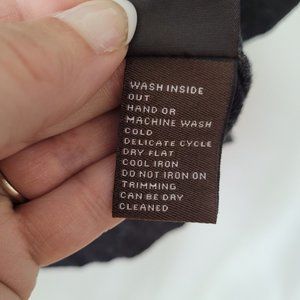 WASH INSIDE
OUT
HAND OR
MACHINE WASH
COLD
DELICATE CYCLE
DRY FLAT
COOL IRON
DO NOT IRON ON
TRIMMING
CAN BE DRY
CLEANED